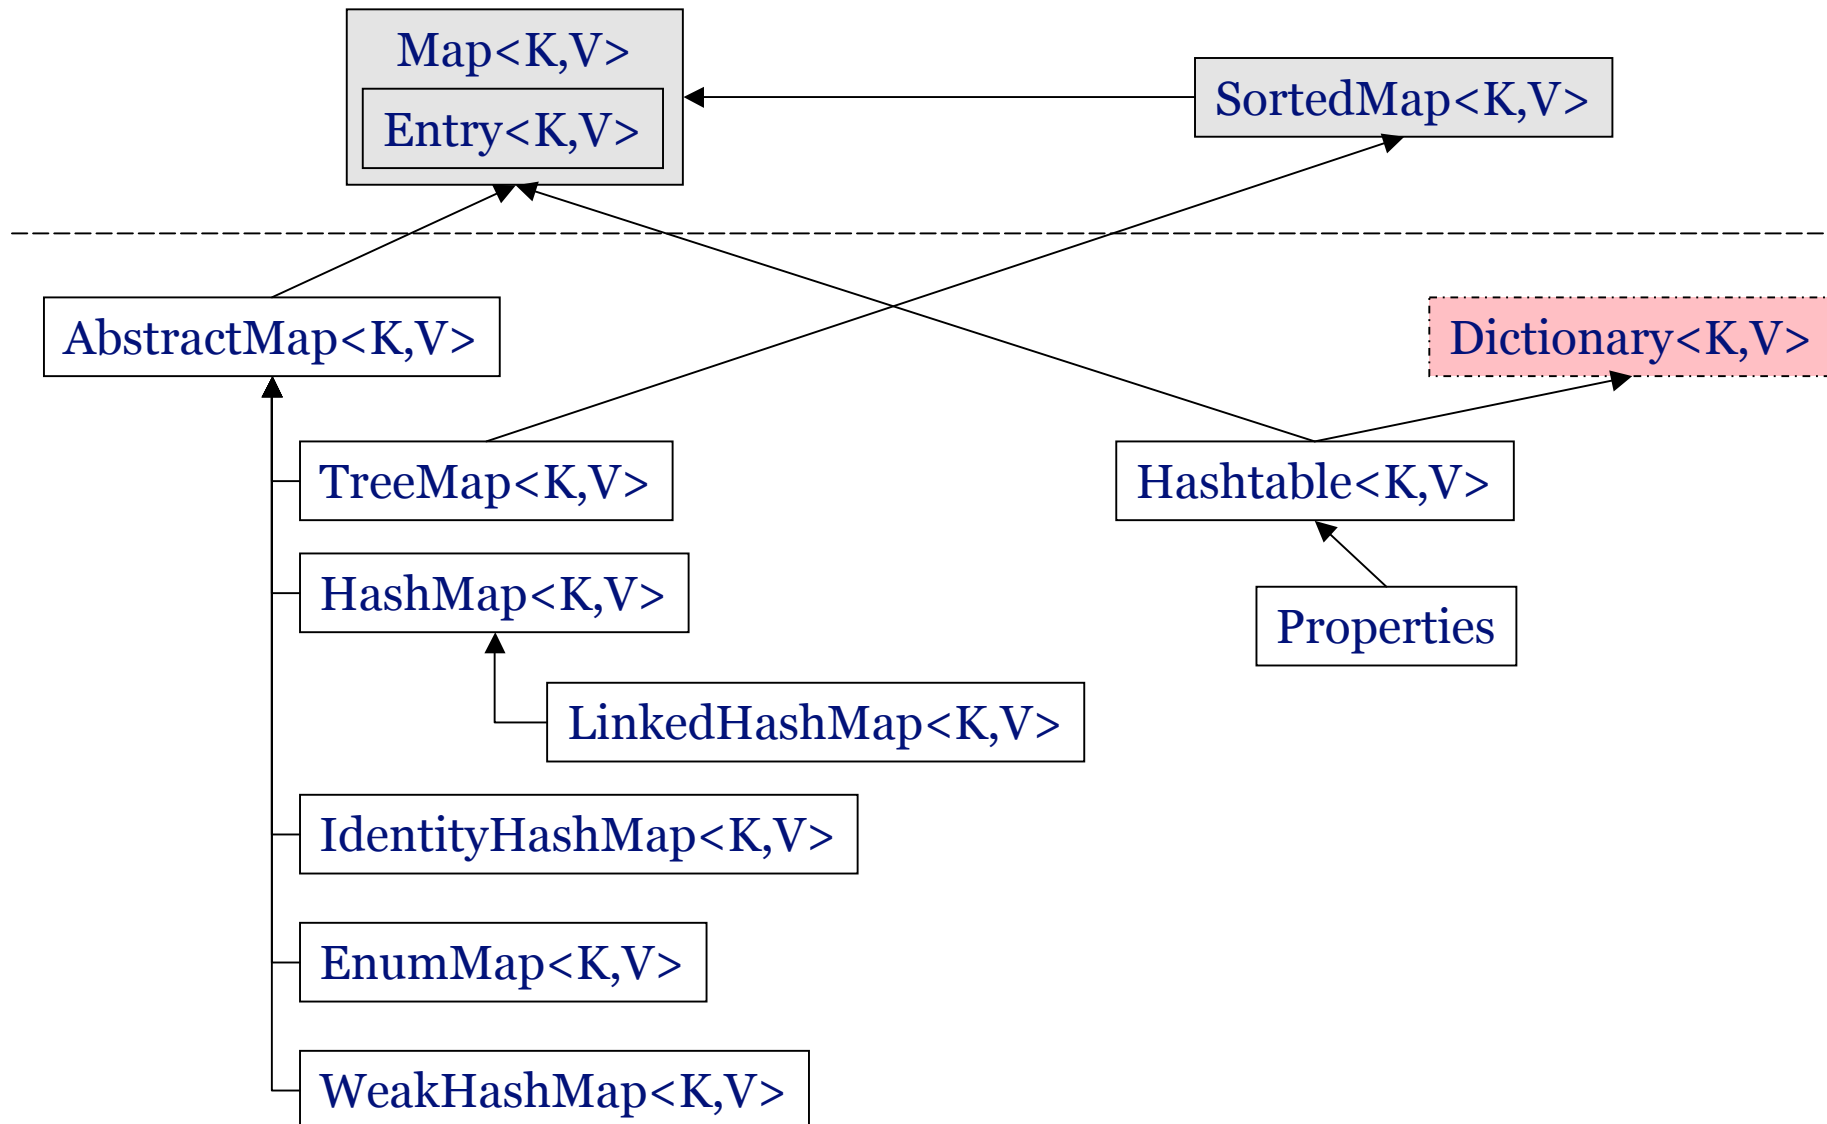 Map<K,V>
Entry<K,V>
SortedMap<K,V>
AbstractMap<K,V>
Dictionary<K,V>
TreeMap<K,V>
Hashtable<K,V>
HashMap<K,V>
Properties
LinkedHashMap<K,V>
IdentityHashMap<K,V>
EnumMap<K,V>
WeakHashMap<K,V>